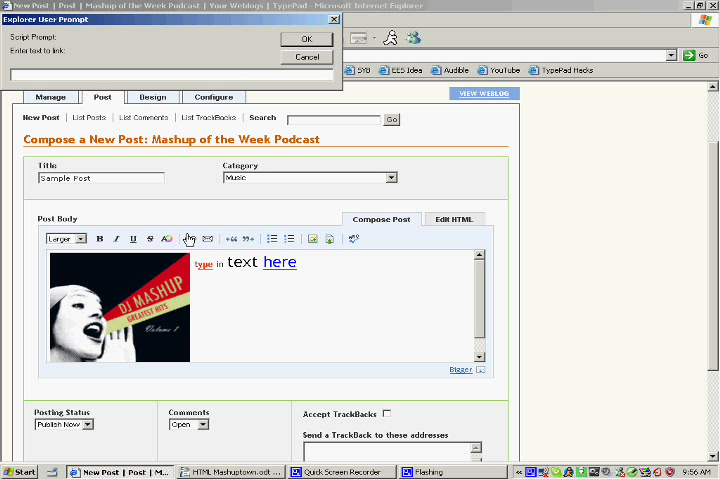 New Post | Post | Mashup of the Week Podcast | Your Weblogs | TypePad - Microsoft Internet Explorer
Explorer User Prompt
Script Prompt:
OK
Enter text to link:
Cancel
Go
SYB
EES Idea
Audible
YouTube
TypePad Hacks
Manage
Post
Design
Configure
VIEW WEBLOG
New Post | List Posts | List Comments | List TrackBacks | Search
Go
Compose a New Post: Mashup of the Week Podcast
Title
Category
Sample Post
Music
Post Body
Compose Post
Edit HTML
Larger
B I U S A
type in text here
DJ MASHUP
GREATEST HITS
Volume 1
Bigger
Posting Status
Comments
Accept TrackBacks
Publish Now
Open
Send a TrackBack to these addresses
Start
New Post | Post | M...
HTML Mashuptown.odt ...
Quick Screen Recorder
Flashing
9:56 AM